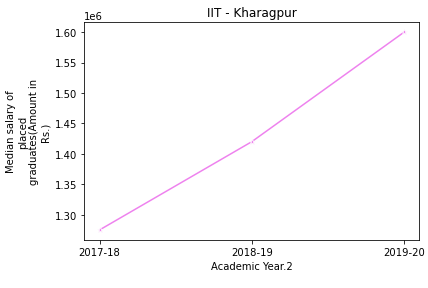 IIT - Kharagpur
1e6
1.60
1.55
1.50
1.45
1.40
1.35
1.30
Median salary of
placed
graduates(Amount in
Rs.)
2017-18 2018-19 2019-20
Academic Year.2